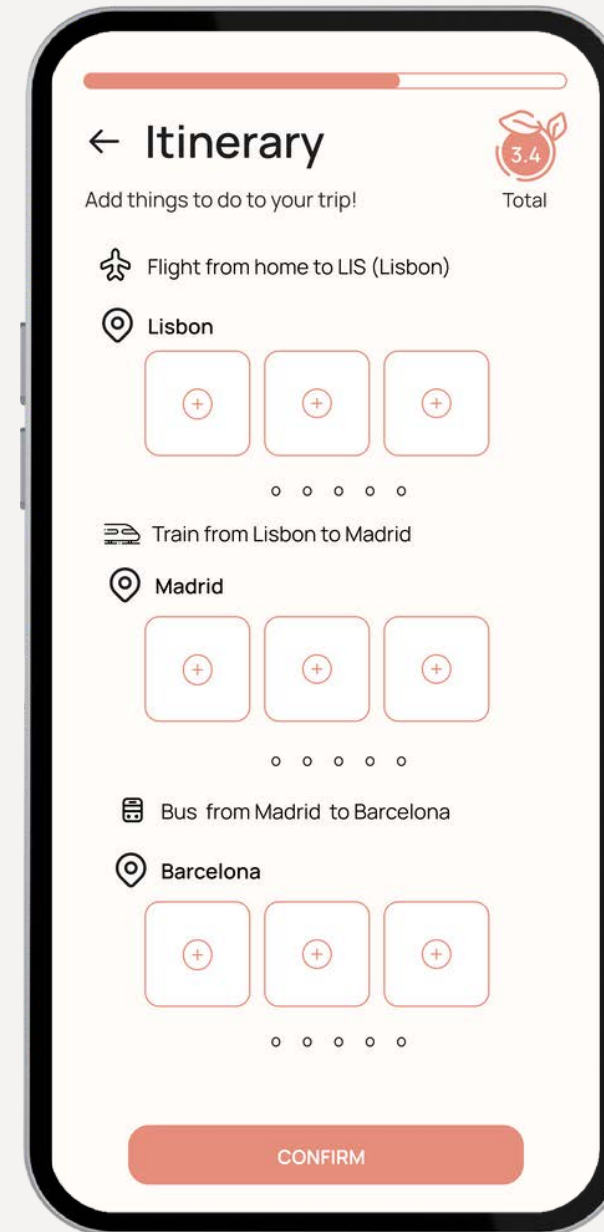 Itinerary
3.4
Add things to do to your trip!
Total
Flight from home to LIS (Lisbon)
Lisbon
Train from Lisbon to Madrid
Madrid
Bus from Madrid to Barcelona
Barcelona
CONFIRM